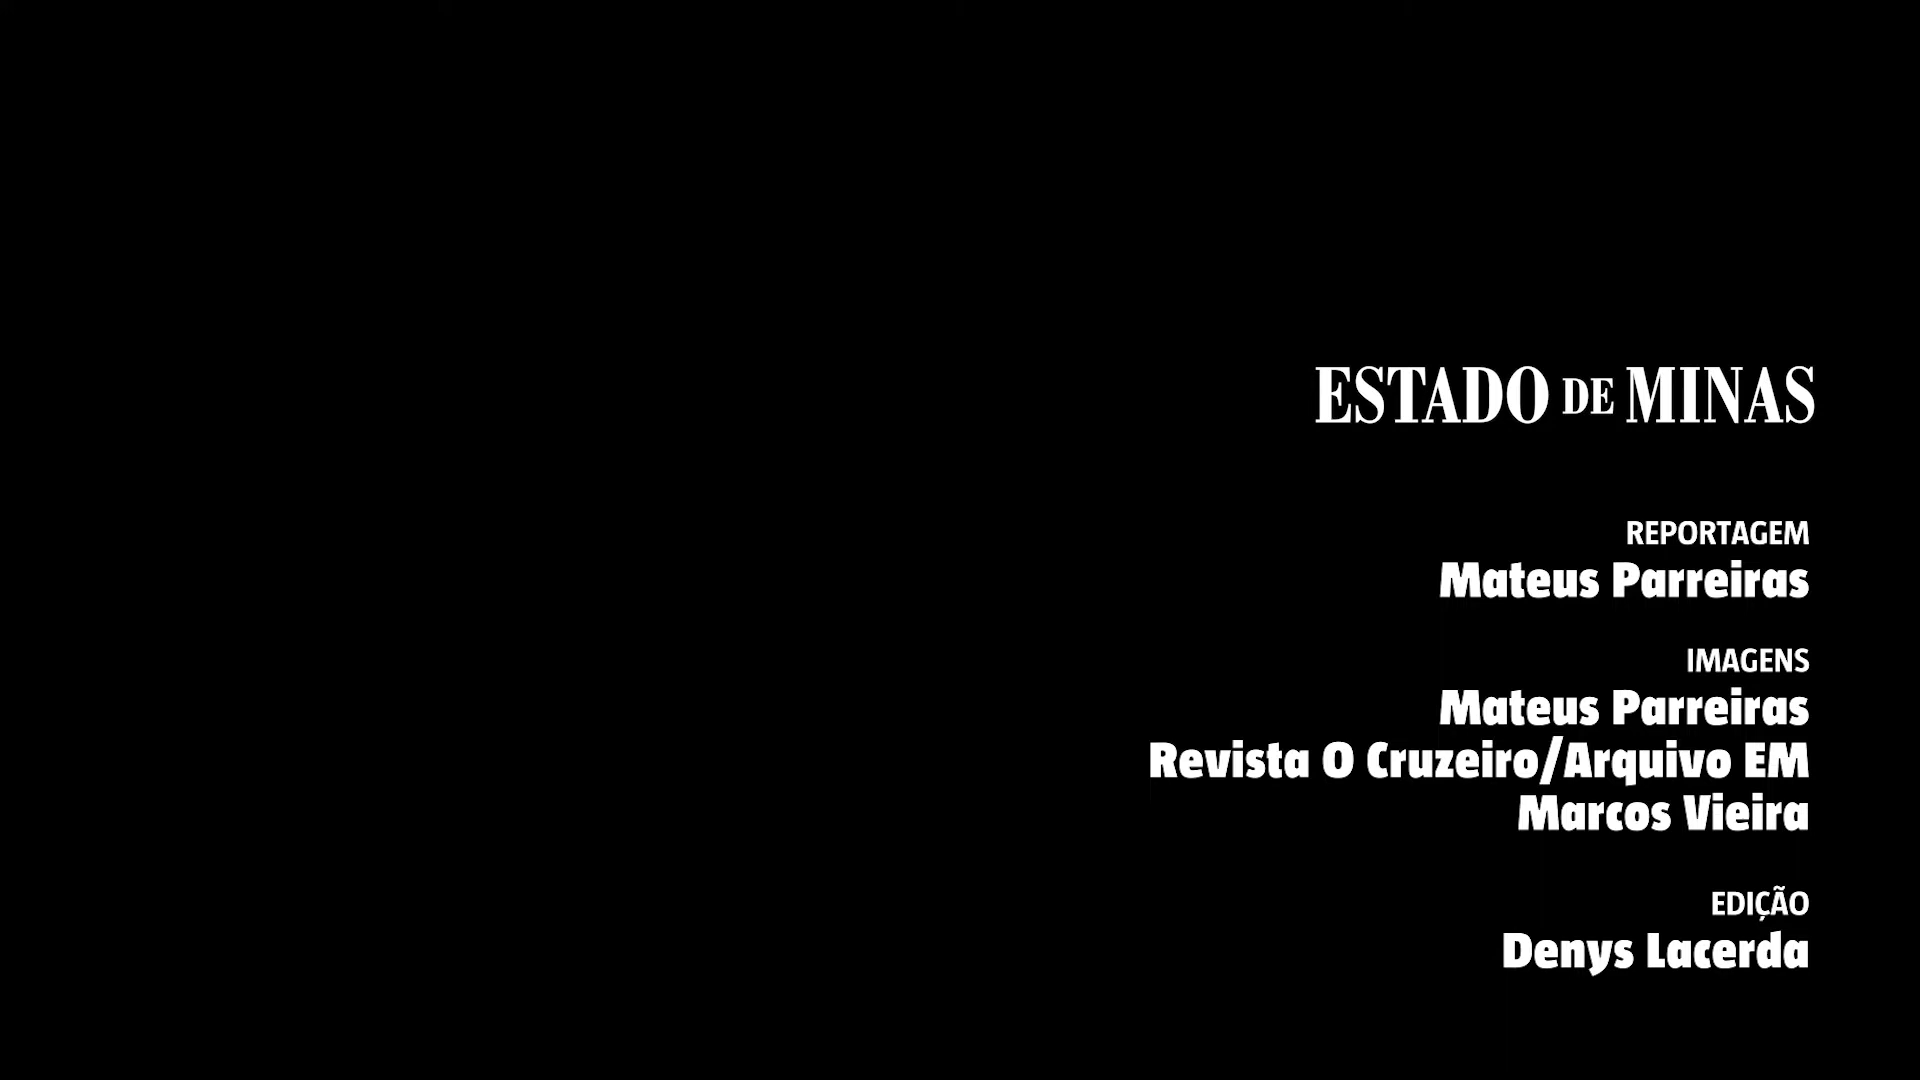 ESTADO DE MINAS
REPORTAGEM
Mateus Parreiras
IMAGENS
Mateus Parreiras
Revista O Cruzeiro/Arquivo EM
Marcos Vieira
EDIÇÃO
Denys Lacerda